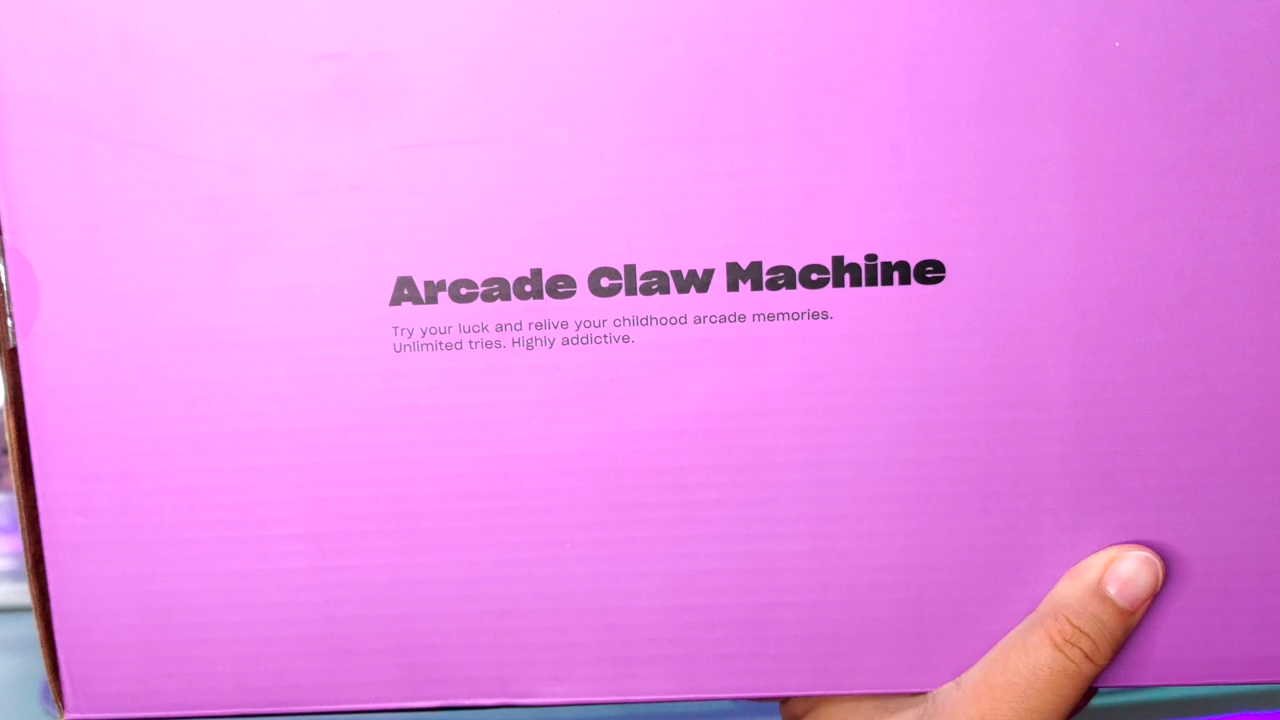 Arcade Claw Machine
Try your luck and relive your childhood arcade memories.
Unlimited tries. Highly addictive.